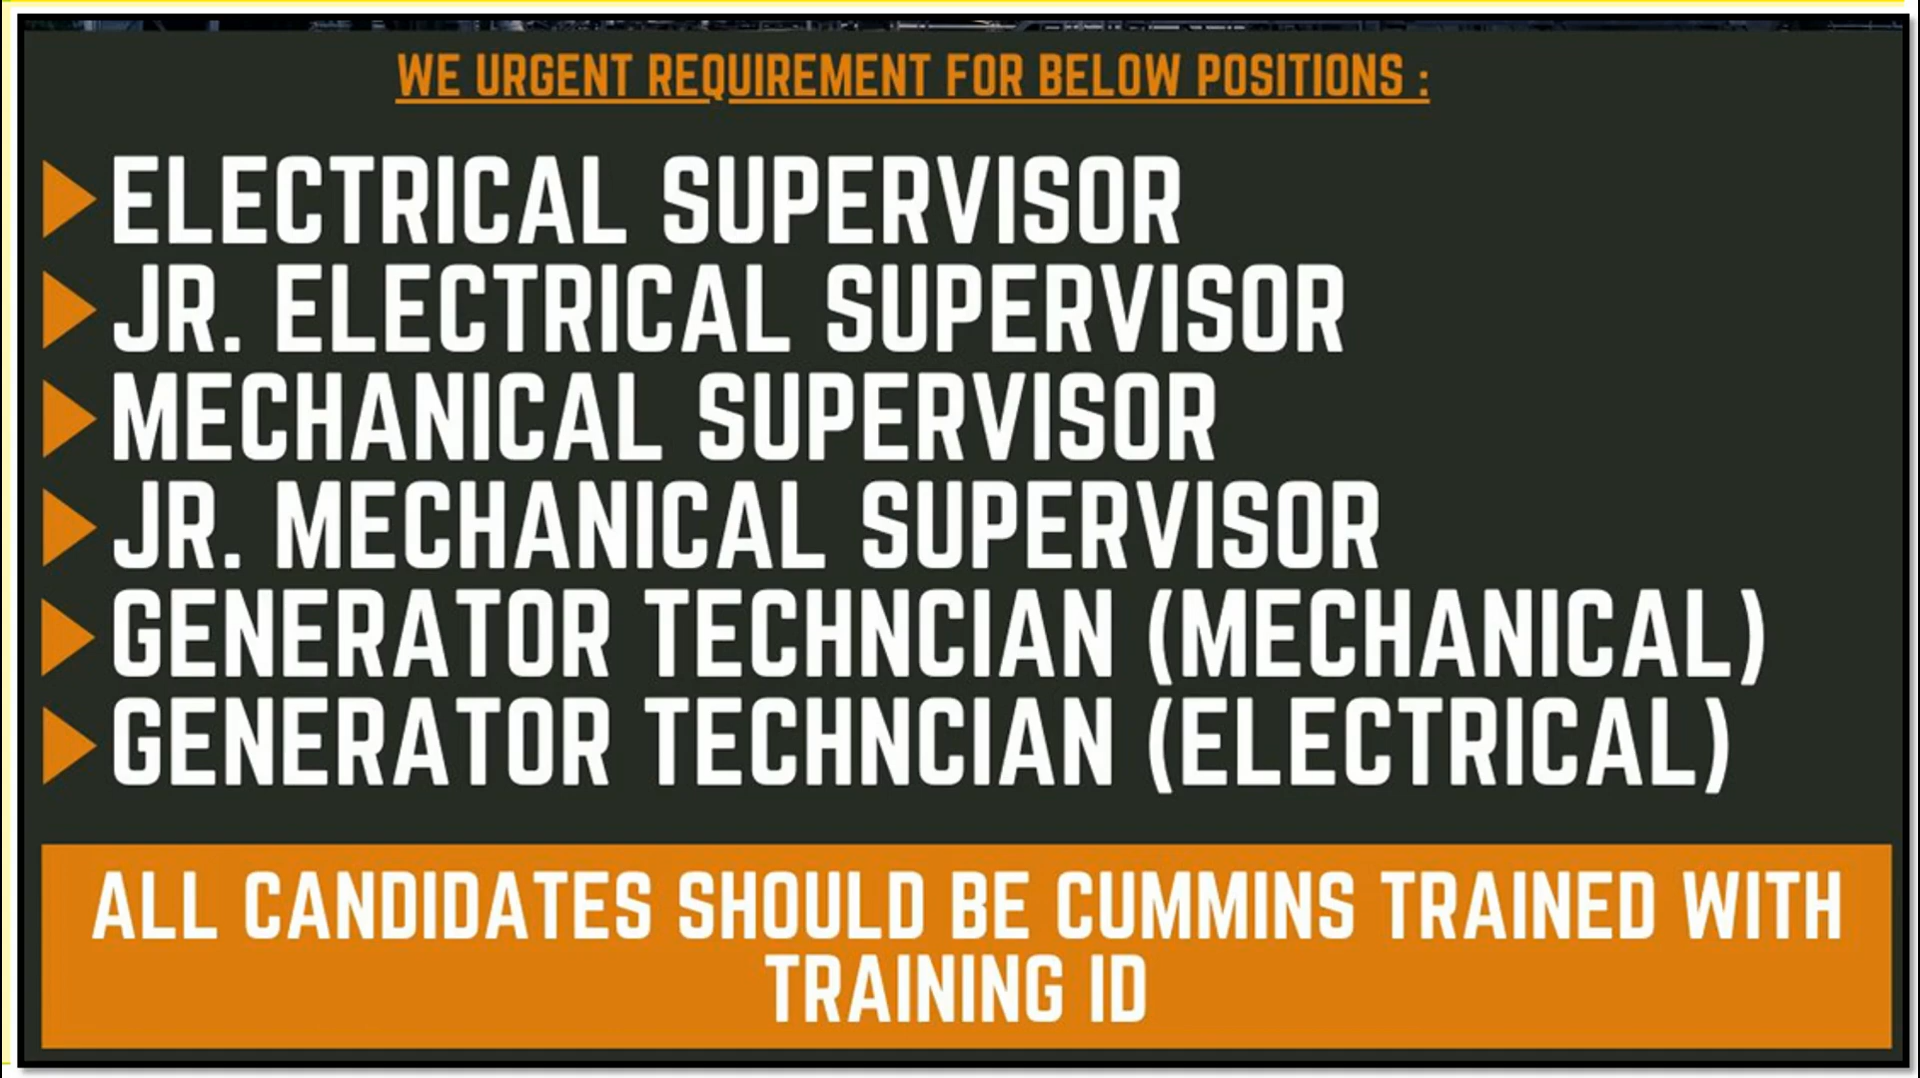 WE URGENT REQUIREMENT FOR BELOW POSITIONS :
ELECTRICAL SUPERVISOR
JR. ELECTRICAL SUPERVISOR
MECHANICAL SUPERVISOR
JR. MECHANICAL SUPERVISOR
GENERATOR TECHNCIAN (MECHANICAL)
GENERATOR TECHNCIAN (ELECTRICAL)
ALL CANDIDATES SHOULD BE CUMMINS TRAINED WITH
TRAINING ID